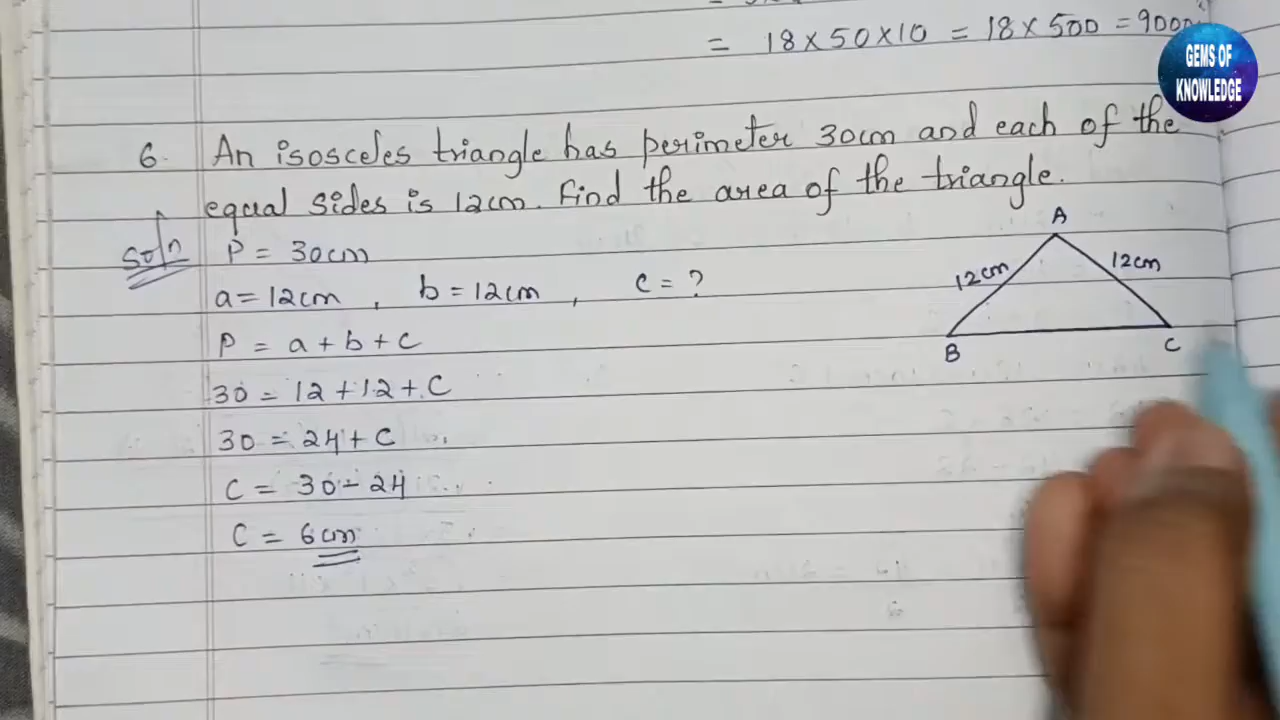 = 18 × 50 × 10 = 18 × 500 = 9000
GEMS OF
KNOWLEDGE
6. An isosceles triangle has perimeter 30cm and each of the
equal sides is 12cm. Find the area of the triangle.
Soln
P = 30cm
a = 12cm , b = 12cm , c = ?
P = a + b + c
30 = 12 + 12 + C
30 = 24 + C
C = 30 - 24
C = 6cm
A
12cm 12cm
B C